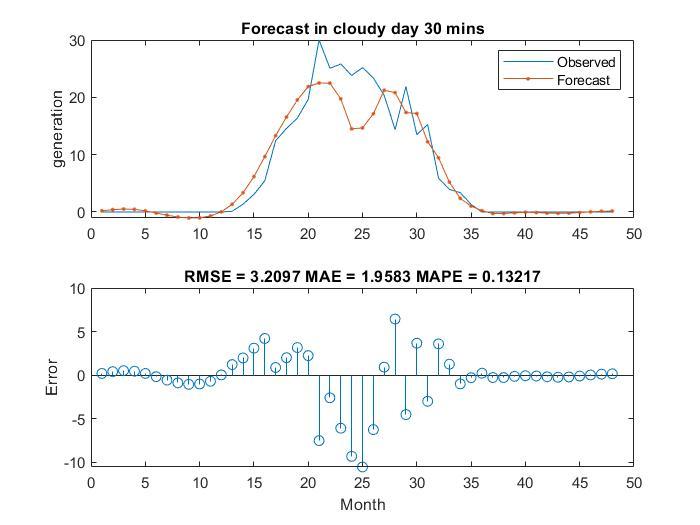 Forecast in cloudy day 30 mins
30
20
10
0
generation
Observed
Forecast
0 5 10 15 20 25 30 35 40 45 50
RMSE = 3.2097 MAE = 1.9583 MAPE = 0.13217
10
5
0
-5
-10
Error
0 5 10 15 20 25 30 35 40 45 50
Month